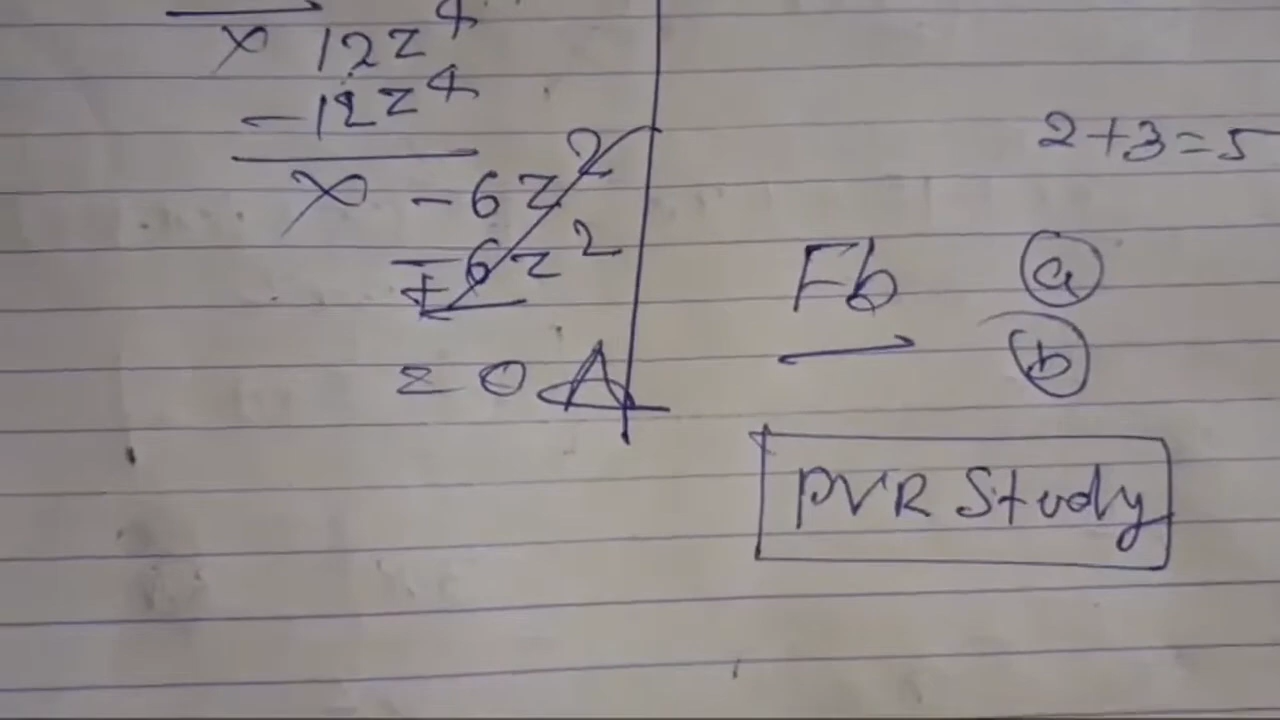 × 12z⁴
-12z⁴
× -6z²
-6z²
+
= 0 A
2+3=5
Fb ⓐ
ⓑ
PVR Study